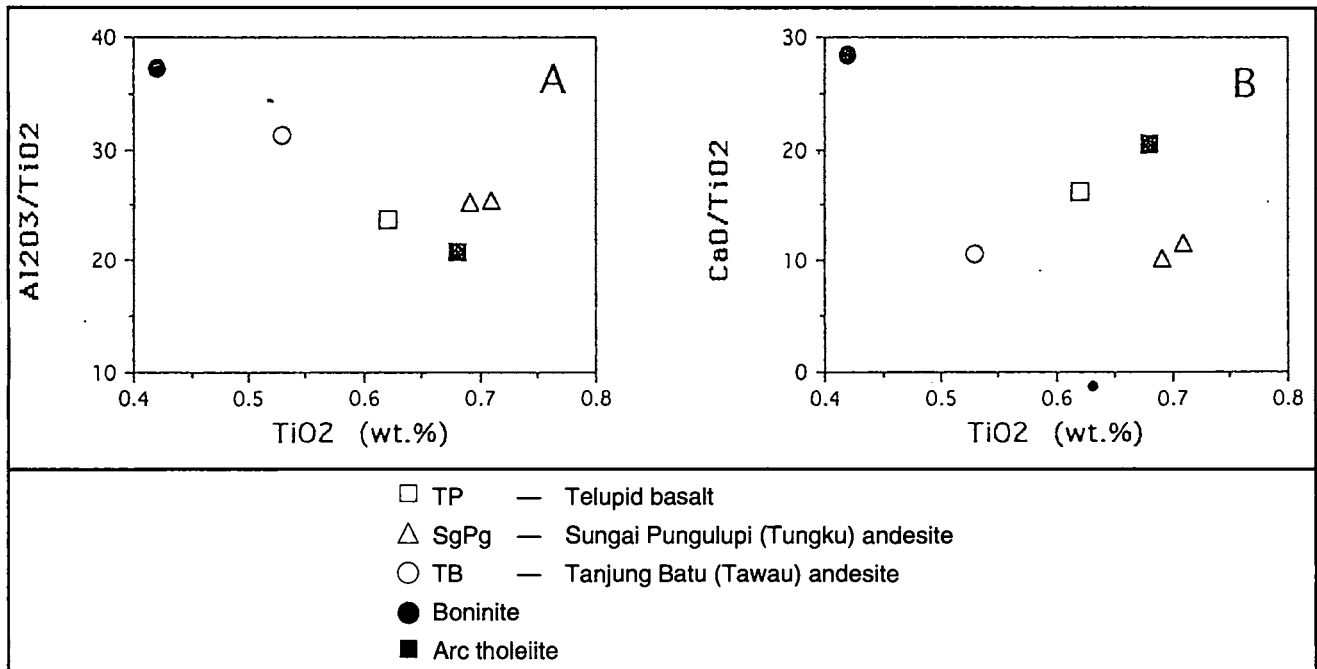 A
Al2O3/TiO2
40
30
20
10
0.4 0.5 0.6 0.7 0.8
TiO2 (wt.%)
B
CaO/TiO2
30
20
10
0
0.4 0.5 0.6 0.7 0.8
TiO2 (wt.%)
TP — Telupid basalt
SgPg — Sungai Pungulupi (Tungku) andesite
TB — Tanjung Batu (Tawau) andesite
Boninite
Arc tholeiite